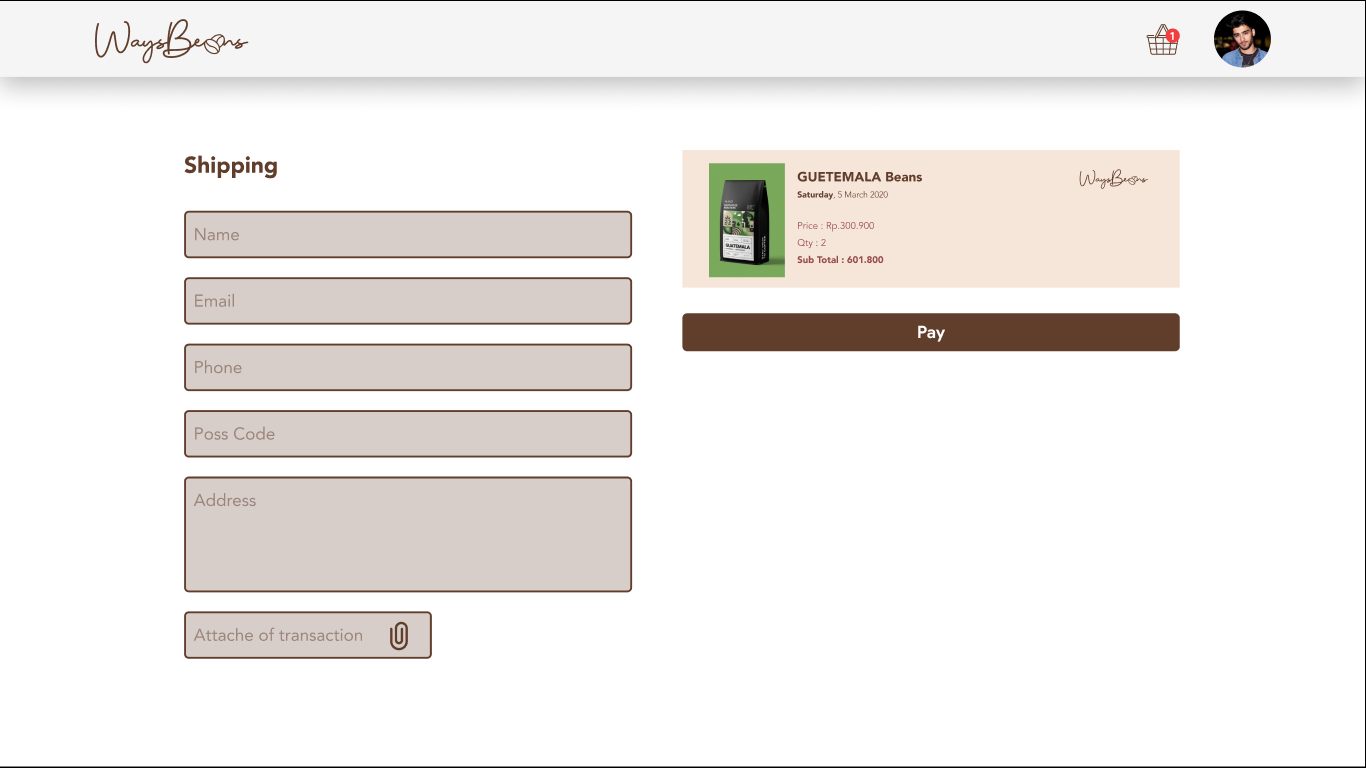 WaysBeans
1
Shipping
Name
Email
Phone
Poss Code
Address
Attache of transaction
GUATEMALA
GUETEMALA Beans
WaysBeans
Saturday, 5 March 2020
Price : Rp.300.900
Qty : 2
Sub Total : 601.800
Pay